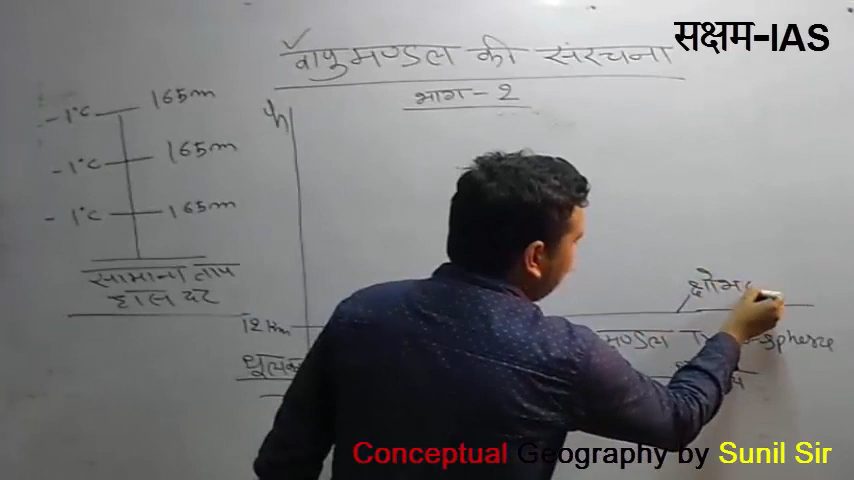 सक्षम-IAS
वायुमण्डल की संरचना
भाग - 2
-1°c 165m
-1°c 165m
-1°c 165m
सामान्य ताप
ह्रास दर
क्षोभ
12 Km
मण्डल
Conceptual Geography by Sunil Sir